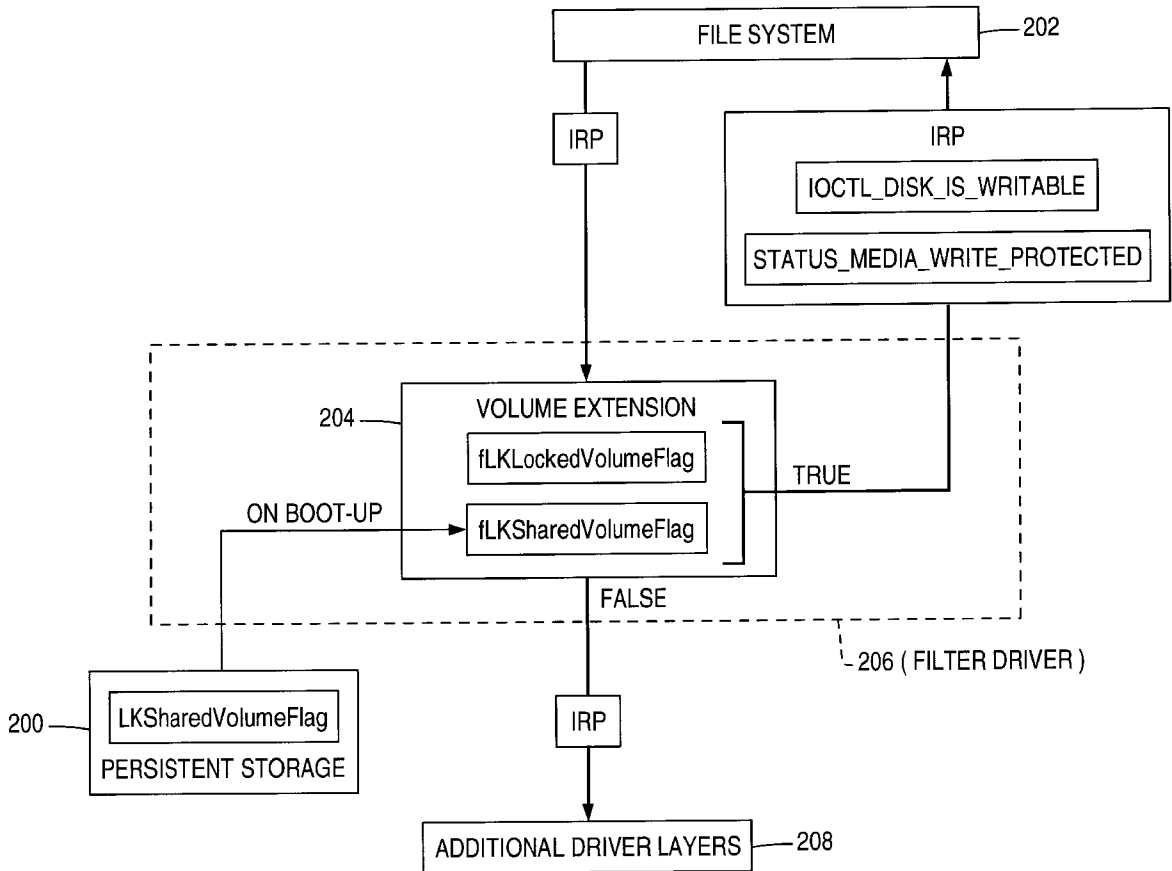 FILE SYSTEM
202
IRP
IRP
IOCTL_DISK_IS_WRITABLE
STATUS_MEDIA_WRITE_PROTECTED
204
VOLUME EXTENSION
fLKLockedVolumeFlag
TRUE
ON BOOT-UP
fLKSharedVolumeFlag
FALSE
206 ( FILTER DRIVER )
200
LKSharedVolumeFlag
PERSISTENT STORAGE
IRP
ADDITIONAL DRIVER LAYERS
208